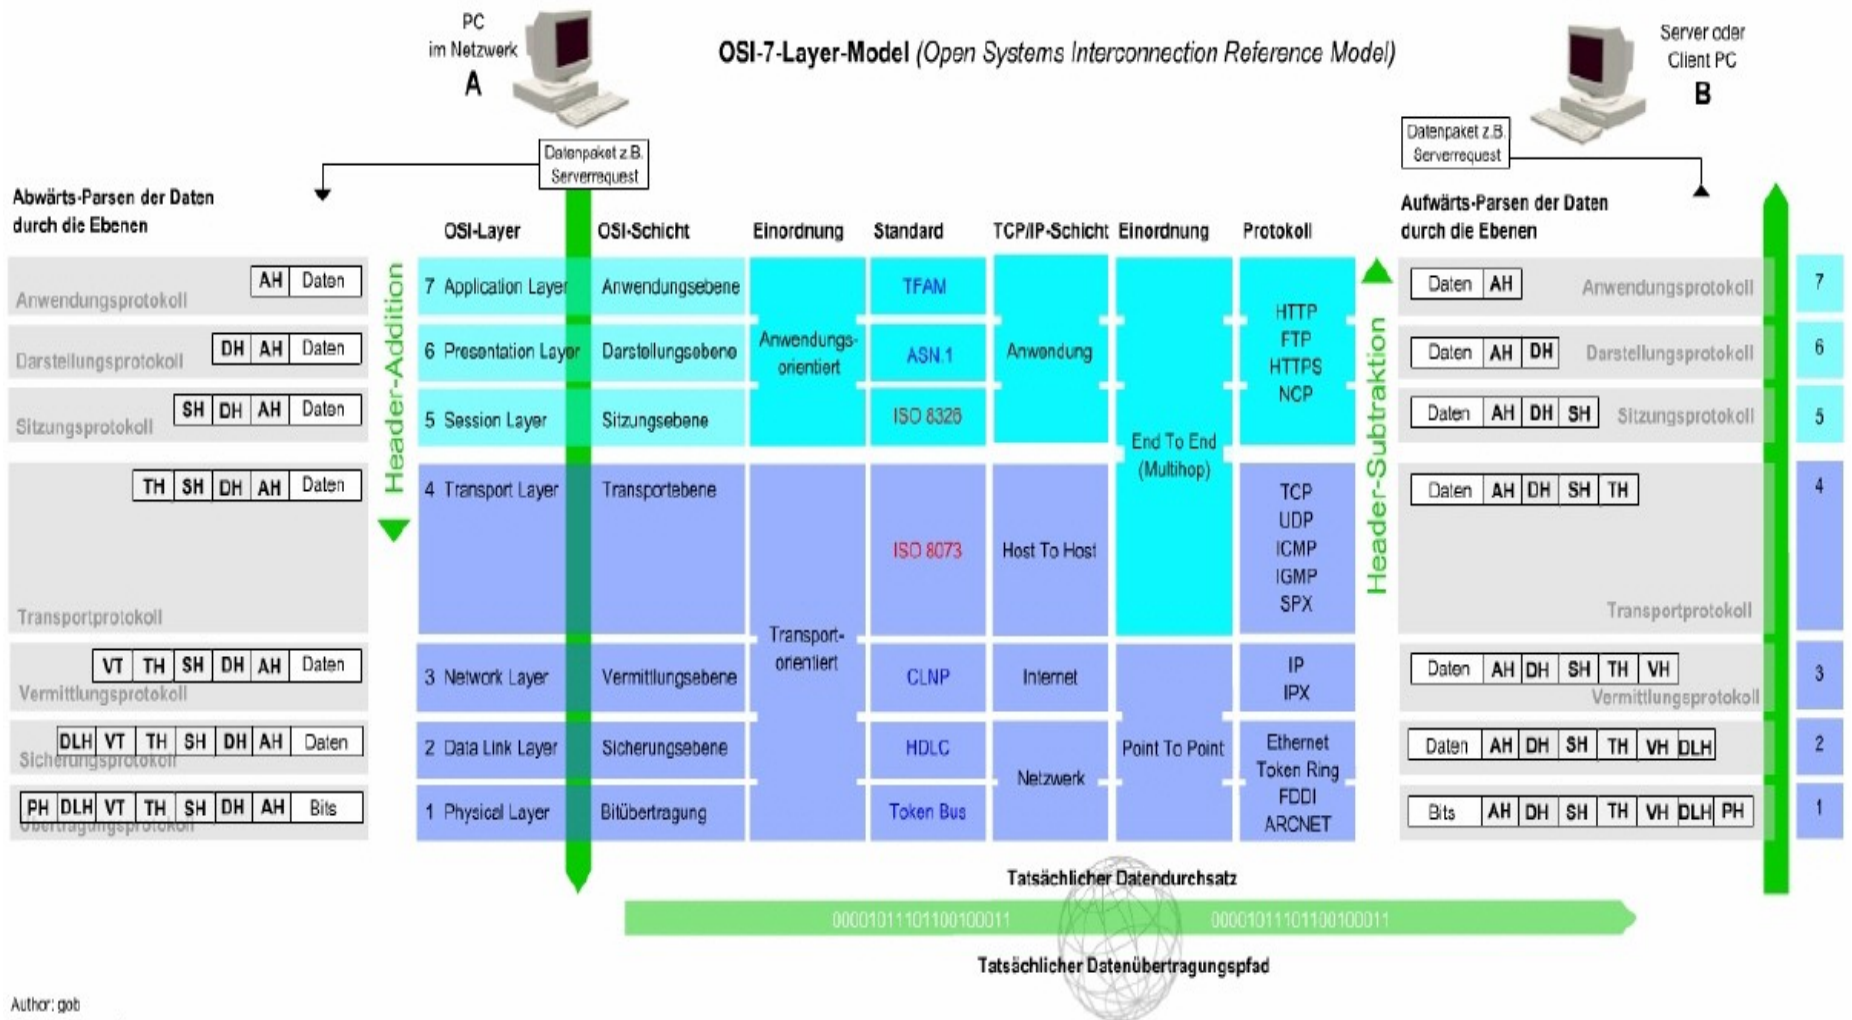 PC
im Netzwerk
A
OSI-7-Layer-Model (Open Systems Interconnection Reference Model)
Server oder
Client PC
B
Datenpaket z.B.
Serverrequest
Datenpaket z.B.
Serverrequest
Abwärts-Parsen der Daten
durch die Ebenen
Aufwärts-Parsen der Daten
durch die Ebenen
OSI-Layer OSI-Schicht Einordnung Standard TCP/IP-Schicht Einordnung Protokoll
AH Daten
Anwendungsprotokoll
DH AH Daten
Darstellungsprotokoll
SH DH AH Daten
Sitzungsprotokoll
TH SH DH AH Daten
Transportprotokoll
VT TH SH DH AH Daten
Vermittlungsprotokoll
DLH VT TH SH DH AH Daten
Sicherungsprotokoll
PH DLH VT TH SH DH AH Bits
Übertragungsprotokoll
Header-Addition
7 Application Layer Anwendungsebene
6 Presentation Layer Darstellungsebene
5 Session Layer Sitzungsebene
4 Transport Layer Transportebene
3 Network Layer Vermittlungsebene
2 Data Link Layer Sicherungsebene
1 Physical Layer Bitübertragung
Anwendungs-
orientiert
Transport-
orientiert
TFAM
ASN.1
ISO 8326
ISO 8073
CLNP
HDLC
Token Bus
Anwendung
Host To Host
Internet
Netzwerk
End To End
(Multihop)
Point To Point
HTTP
FTP
HTTPS
NCP
TCP
UDP
ICMP
IGMP
SPX
IP
IPX
Ethernet
Token Ring
FDDI
ARCNET
Header-Subtraktion
Daten AH Anwendungsprotokoll 7
Daten AH DH Darstellungsprotokoll 6
Daten AH DH SH Sitzungsprotokoll 5
Daten AH DH SH TH 4
Transportprotokoll
Daten AH DH SH TH VH 3
Vermittlungsprotokoll
Daten AH DH SH TH VH DLH 2
Bits AH DH SH TH VH DLH PH 1
Tatsächlicher Datendurchsatz
00001011101100100011 00001011101100100011
Tatsächlicher Datenübertragungspfad
Author: gob